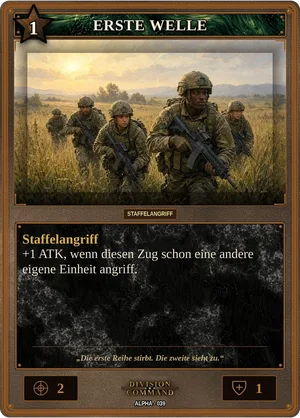 1
ERSTE WELLE
STAFFELANGRIFF
Staffelangriff
+1 ATK, wenn diesen Zug schon eine andere
eigene Einheit angriff.
„Die erste Reihe stirbt. Die zweite sieht zu."
2
DIVISION
COMMAND
ALPHA 039
1